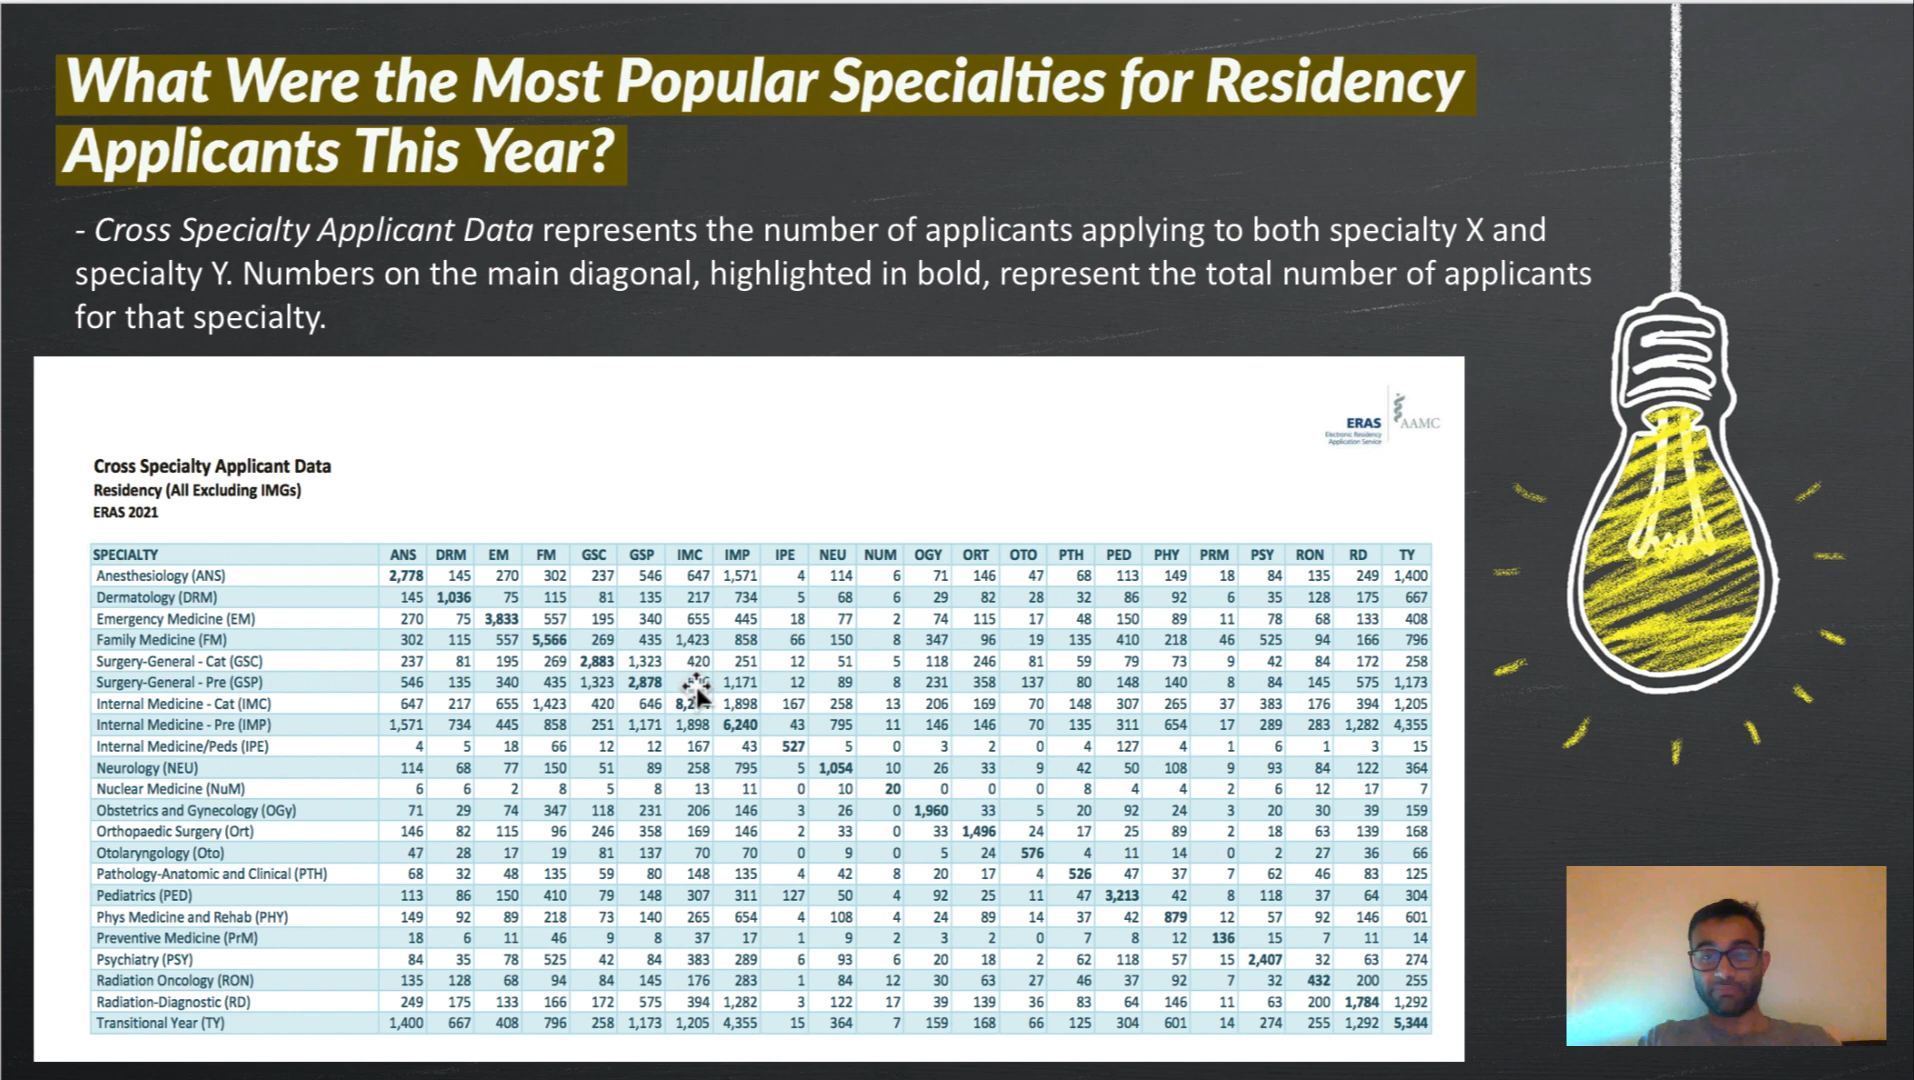 What Were the Most Popular Specialties for Residency
Applicants This Year?
- Cross Specialty Applicant Data represents the number of applicants applying to both specialty X and
specialty Y. Numbers on the main diagonal, highlighted in bold, represent the total number of applicants
for that specialty.
ERAS AAMC
Electronic Residency
Application Service
Cross Specialty Applicant Data
Residency (All Excluding IMGs)
ERAS 2021
SPECIALTY ANS DRM EM FM GSC GSP IMC IMP IPE NEU NUM OGY ORT OTO PTH PED PHY PRM PSY RON RD TY
Anesthesiology (ANS) 2,778 145 270 302 237 546 647 1,571 4 114 6 71 146 47 68 113 149 18 84 135 249 1,400
Dermatology (DRM) 145 1,036 75 115 81 135 217 734 5 68 6 29 82 28 32 86 92 6 35 128 175 667
Emergency Medicine (EM) 270 75 3,833 557 195 340 655 445 18 77 2 74 115 17 48 150 89 11 78 68 133 408
Family Medicine (FM) 302 115 557 5,566 269 435 1,423 858 66 150 8 347 96 19 135 410 218 46 525 94 166 796
Surgery-General - Cat (GSC) 237 81 195 269 2,883 1,323 420 251 12 51 5 118 246 81 59 79 73 9 42 84 172 258
Surgery-General - Pre (GSP) 546 135 340 435 1,323 2,878 1,171 12 89 8 231 358 137 80 148 140 8 84 145 575 1,173
Internal Medicine - Cat (IMC) 647 217 655 1,423 420 646 1,898 167 258 13 206 169 70 148 307 265 37 383 176 394 1,205
Internal Medicine - Pre (IMP) 1,571 734 445 858 251 1,171 1,898 6,240 43 795 11 146 146 70 135 311 654 17 289 283 1,282 4,355
Internal Medicine/Peds (IPE) 4 5 18 66 12 12 167 43 527 5 0 3 2 0 4 127 4 1 6 1 3 15
Neurology (NEU) 114 68 77 150 51 89 258 795 5 1,054 10 26 33 9 42 50 108 9 93 84 122 364
Nuclear Medicine (NuM) 6 6 2 8 5 8 13 11 0 10 20 0 0 0 8 4 4 2 6 12 17 7
Obstetrics and Gynecology (OGy) 71 29 74 347 118 231 206 146 3 26 0 1,960 33 5 20 92 24 3 20 30 39 159
Orthopaedic Surgery (Ort) 146 82 115 96 246 358 169 146 2 33 0 33 1,496 24 17 25 89 2 18 63 139 168
Otolaryngology (Oto) 47 28 17 19 81 137 70 70 0 9 0 5 24 576 4 11 14 0 2 27 36 66
Pathology-Anatomic and Clinical (PTH) 68 32 48 135 59 80 148 135 4 42 8 20 17 4 526 47 37 7 62 46 83 125
Pediatrics (PED) 113 86 150 410 79 148 307 311 127 50 4 92 25 11 47 3,213 42 8 118 37 64 304
Phys Medicine and Rehab (PHY) 149 92 89 218 73 140 265 654 4 108 4 24 89 14 37 42 879 12 57 92 146 601
Preventive Medicine (PrM) 18 6 11 46 9 8 37 17 1 9 2 3 2 0 7 8 12 136 15 7 11 14
Psychiatry (PSY) 84 35 78 525 42 84 383 289 6 93 6 20 18 2 62 118 57 15 2,407 32 63 274
Radiation Oncology (RON) 135 128 68 94 84 145 176 283 1 84 12 30 63 27 46 37 92 7 32 432 200 255
Radiation-Diagnostic (RD) 249 175 133 166 172 575 394 1,282 3 122 17 39 139 36 83 64 146 11 63 200 1,784 1,292
Transitional Year (TY) 1,400 667 408 796 258 1,173 1,205 4,355 15 364 7 159 168 66 125 304 601 14 274 255 1,292 5,344